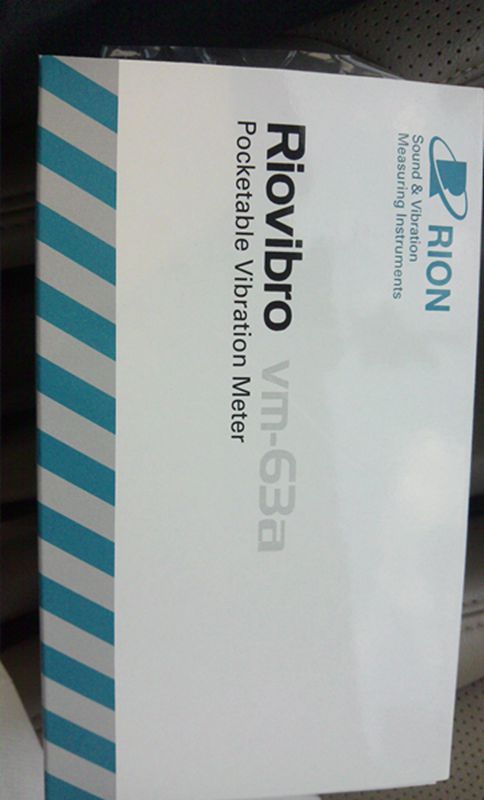 RION
Sound & Vibration
Measuring Instruments
Riovibro vm-63a
Pocketable Vibration Meter